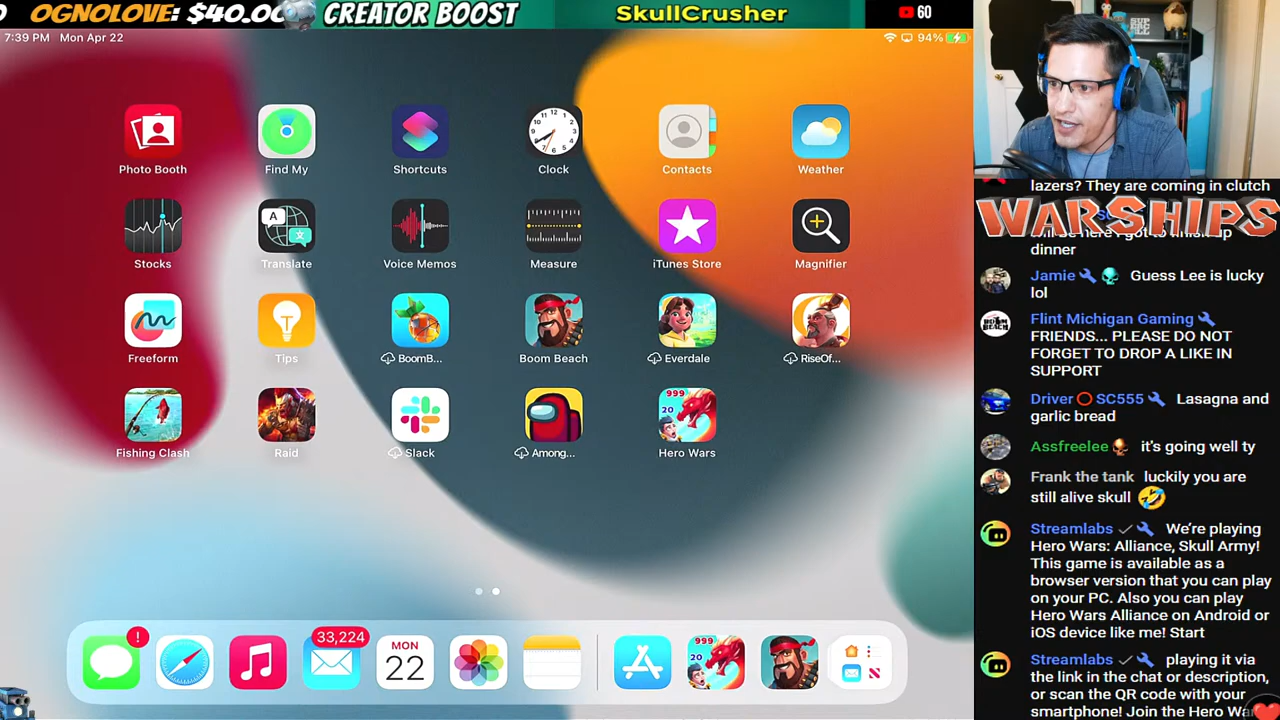 OGNOLOVE: $40.00
CREATOR BOOST
SkullCrusher
60
7:39 PM Mon Apr 22
94%
Photo Booth
Find My
Shortcuts
Clock
Contacts
Weather
Stocks
Translate
Voice Memos
Measure
iTunes Store
Magnifier
Freeform
Tips
BoomB...
Boom Beach
Everdale
RiseOf...
Fishing Clash
Raid
Slack
Among...
999
20
Hero Wars
!
33,224
MON
22
999
20
lazers? They are coming in clutch
WARSHIPS
dinner
Jamie Guess Lee is lucky
lol
Flint Michigan Gaming
FRIENDS... PLEASE DO NOT
FORGET TO DROP A LIKE IN
SUPPORT
Driver SC555 Lasagna and
garlic bread
Assfreelee it's going well ty
Frank the tank luckily you are
still alive skull
Streamlabs We're playing
Hero Wars: Alliance, Skull Army!
This game is available as a
browser version that you can play
on your PC. Also you can play
Hero Wars Alliance on Android or
iOS device like me! Start
Streamlabs playing it via
the link in the chat or description,
or scan the QR code with your
smartphone! Join the Hero